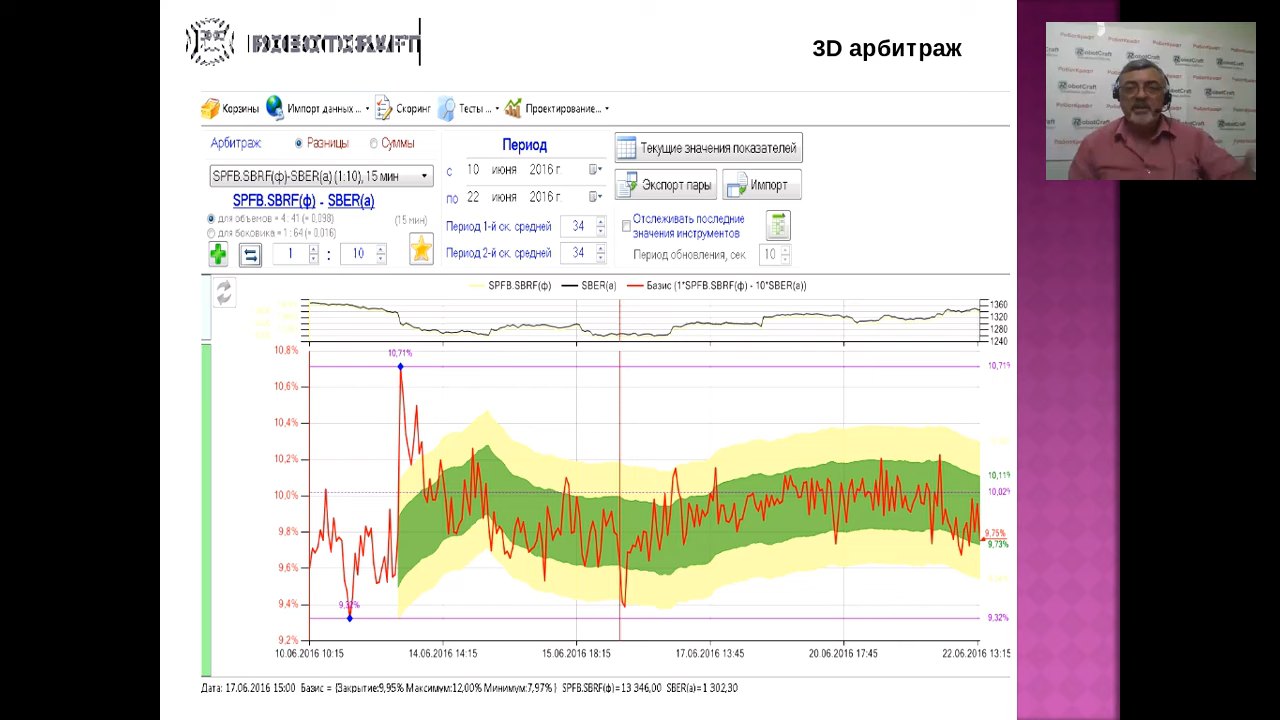 3D арбитраж
Корзины Импорт данных ... Скоринг Тесты ... Проектирование...
Арбитраж Разницы Суммы
SPFB.SBRF(ф)-SBER(а) (1:10), 15 мин
SPFB.SBRF(ф) - SBER(а)
для объемов = 4 : 41 (= 0,098) (15 мин)
для боковика = 1 : 64 (= 0,016)
1 : 10
Период
с 10 июня 2016 г.
по 22 июня 2016 г.
Период 1-й ск. средней 34
Период 2-й ск. средней 34
Текущие значения показателей
Экспорт пары Импорт
Отслеживать последние
значения инструментов
Период обновления, сек 10
SPFB.SBRF(ф) SBER(а) Базис (1*SPFB.SBRF(ф) - 10*SBER(а))
1360
1320
1280
1240
10,8%
10,6%
10,4%
10,2%
10,0%
9,8%
9,6%
9,4%
9,2%
10,71%
9,32%
10,71%
10,11%
10,02%
9,75%
9,73%
9,32%
10.06.2016 10:15 14.06.2016 14:15 15.06.2016 18:15 17.06.2016 13:45 20.06.2016 17:45 22.06.2016 13:15
Дата: 17.06.2016 15:00 Базис = {Закрытие:9,95% Максимум:12,00% Минимум:7,97% } SPFB.SBRF(ф)=13 346,00 SBER(а)=1 302,30
РоботКрафт
RobotCraft